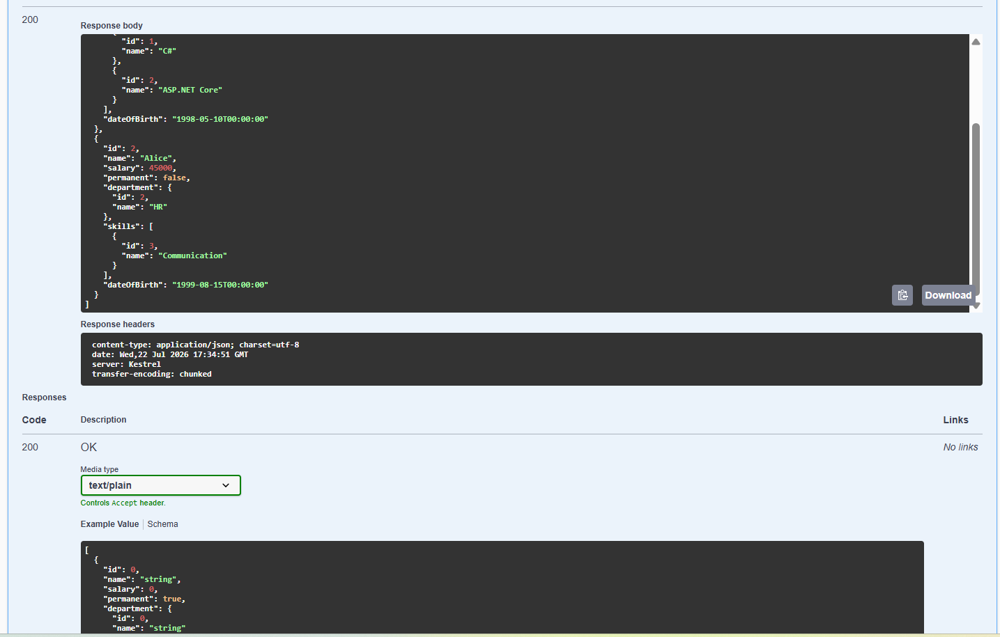 200
Response body
"id": 1,
"name": "C#"
},
{
"id": 2,
"name": "ASP.NET Core"
}
],
"dateOfBirth": "1998-05-10T00:00:00"
},
{
"id": 2,
"name": "Alice",
"salary": 45000,
"permanent": false,
"department": {
"id": 2,
"name": "HR"
},
"skills": [
{
"id": 3,
"name": "Communication"
}
],
"dateOfBirth": "1999-08-15T00:00:00"
}
]
Download
Response headers
content-type: application/json; charset=utf-8
date: Wed,22 Jul 2026 17:34:51 GMT
server: Kestrel
transfer-encoding: chunked
Responses
Code Description Links
200 OK No links
Media type
text/plain
Controls Accept header.
Example Value Schema
[
{
"id": 0,
"name": "string",
"salary": 0,
"permanent": true,
"department": {
"id": 0,
"name": "string"